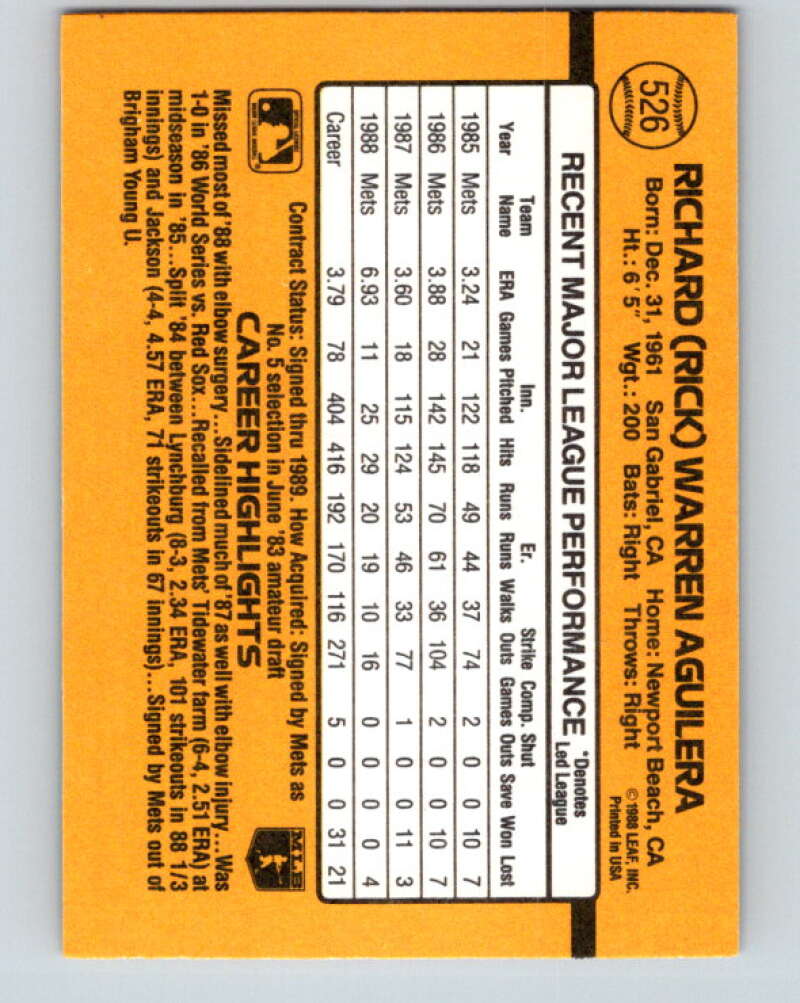 526
RICHARD (RICK) WARREN AGUILERA
Born: Dec. 31, 1961 San Gabriel, CA Home: Newport Beach, CA
Ht.: 6'5" Wgt.: 200 Bats: Right Throws: Right
©1988 LEAF, INC.
Printed in USA
RECENT MAJOR LEAGUE PERFORMANCE
*Denotes
Led League
Team Inn. Er. Strike Comp. Shut
Year Name ERA Games Pitched Hits Runs Runs Walks Outs Games Outs Save Won Lost
1985 Mets 3.24 21 122 118 49 44 37 74 2 0 0 10 7
1986 Mets 3.88 28 142 145 70 61 36 104 2 0 0 10 7
1987 Mets 3.60 18 115 124 53 46 33 77 1 0 0 11 3
1988 Mets 6.93 11 25 29 20 19 10 16 0 0 0 0 4
Career 3.79 78 404 416 192 170 116 271 5 0 0 31 21
Contract Status: Signed thru 1989. How Acquired: Signed by Mets as
No. 5 selection in June '83 amateur draft
MLB
CAREER HIGHLIGHTS
Missed most of '88 with elbow surgery...Sidelined much of '87 as well with elbow injury...Was
1-0 in '86 World Series vs. Red Sox...Recalled from Mets' Tidewater farm (6-4, 2.51 ERA) at
midseason in '85...Split '84 between Lynchburg (8-3, 2.34 ERA, 101 strikeouts in 88 1/3
innings) and Jackson (4-4, 4.57 ERA, 71 strikeouts in 67 innings)...Signed by Mets out of
Brigham Young U.